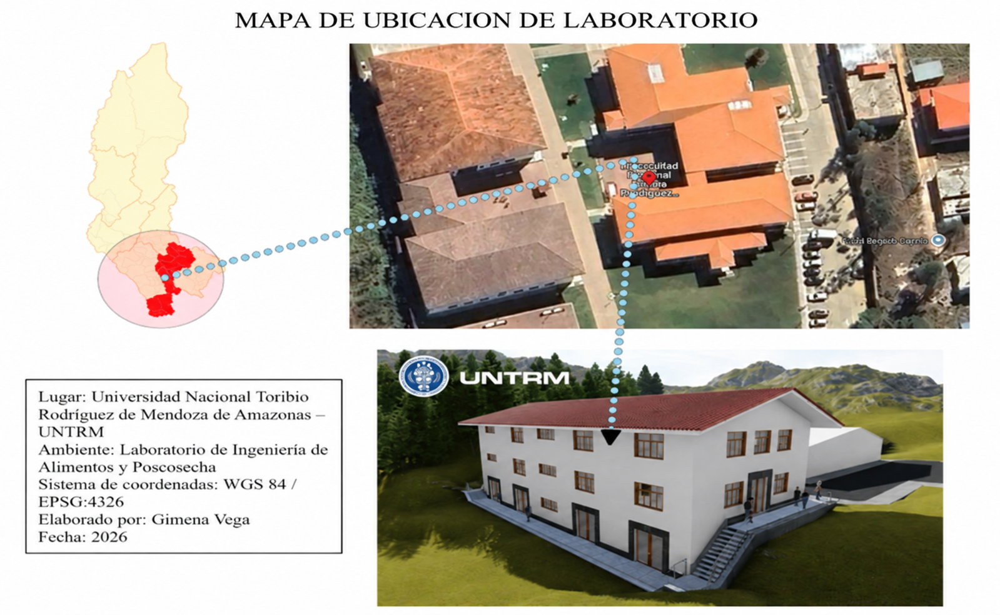 MAPA DE UBICACION DE LABORATORIO
UNTRM
Lugar: Universidad Nacional Toribio
Rodríguez de Mendoza de Amazonas –
UNTRM
Ambiente: Laboratorio de Ingeniería de
Alimentos y Poscosecha
Sistema de coordenadas: WGS 84 /
EPSG:4326
Elaborado por: Gimena Vega
Fecha: 2026